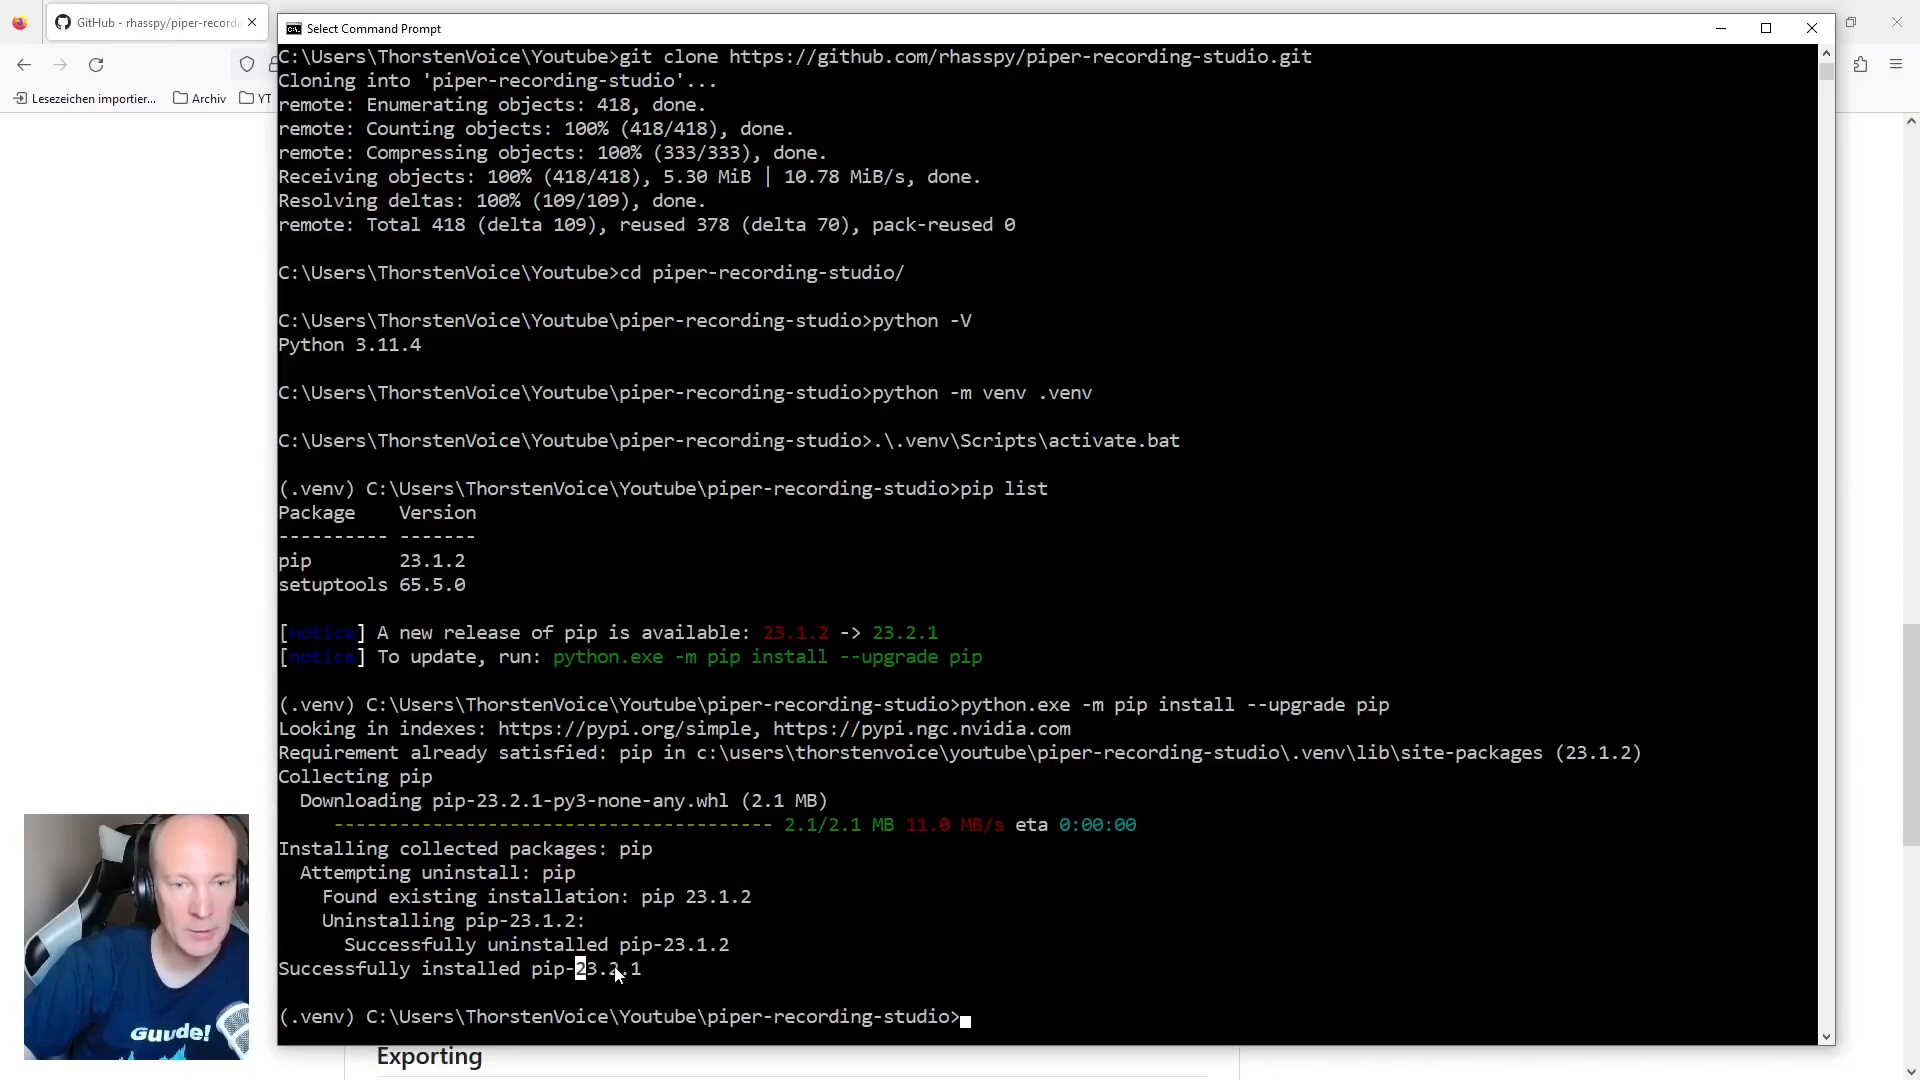 GitHub - rhasspy/piper-recordi
Select Command Prompt
Lesezeichen importier...
Archiv
YT
C:\Users\ThorstenVoice\Youtube>git clone https://github.com/rhasspy/piper-recording-studio.git
Cloning into 'piper-recording-studio'...
remote: Enumerating objects: 418, done.
remote: Counting objects: 100% (418/418), done.
remote: Compressing objects: 100% (333/333), done.
Receiving objects: 100% (418/418), 5.30 MiB | 10.78 MiB/s, done.
Resolving deltas: 100% (109/109), done.
remote: Total 418 (delta 109), reused 378 (delta 70), pack-reused 0
C:\Users\ThorstenVoice\Youtube>cd piper-recording-studio/
C:\Users\ThorstenVoice\Youtube\piper-recording-studio>python -V
Python 3.11.4
C:\Users\ThorstenVoice\Youtube\piper-recording-studio>python -m venv .venv
C:\Users\ThorstenVoice\Youtube\piper-recording-studio>.\.venv\Scripts\activate.bat
(.venv) C:\Users\ThorstenVoice\Youtube\piper-recording-studio>pip list
Package    Version
---------- -------
pip        23.1.2
setuptools 65.5.0
[notice] A new release of pip is available: 23.1.2 -> 23.2.1
[notice] To update, run: python.exe -m pip install --upgrade pip
(.venv) C:\Users\ThorstenVoice\Youtube\piper-recording-studio>python.exe -m pip install --upgrade pip
Looking in indexes: https://pypi.org/simple, https://pypi.ngc.nvidia.com
Requirement already satisfied: pip in c:\users\thorstenvoice\youtube\piper-recording-studio\.venv\lib\site-packages (23.1.2)
Collecting pip
  Downloading pip-23.2.1-py3-none-any.whl (2.1 MB)
     ---------------------------------------- 2.1/2.1 MB 11.0 MB/s eta 0:00:00
Installing collected packages: pip
  Attempting uninstall: pip
    Found existing installation: pip 23.1.2
    Uninstalling pip-23.1.2:
      Successfully uninstalled pip-23.1.2
Successfully installed pip-23.2.1
(.venv) C:\Users\ThorstenVoice\Youtube\piper-recording-studio>
Guude!
Exporting